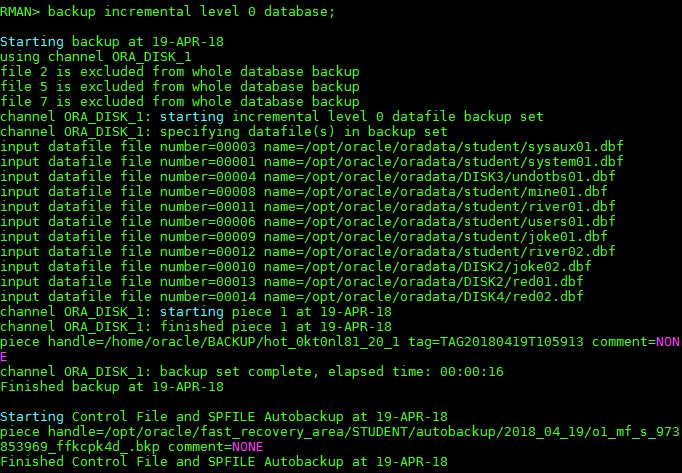 RMAN> backup incremental level 0 database;
Starting backup at 19-APR-18
using channel ORA_DISK_1
file 2 is excluded from whole database backup
file 5 is excluded from whole database backup
file 7 is excluded from whole database backup
channel ORA_DISK_1: starting incremental level 0 datafile backup set
channel ORA_DISK_1: specifying datafile(s) in backup set
input datafile file number=00003 name=/opt/oracle/oradata/student/sysaux01.dbf
input datafile file number=00001 name=/opt/oracle/oradata/student/system01.dbf
input datafile file number=00004 name=/opt/oracle/oradata/DISK3/undotbs01.dbf
input datafile file number=00008 name=/opt/oracle/oradata/student/mine01.dbf
input datafile file number=00011 name=/opt/oracle/oradata/student/river01.dbf
input datafile file number=00006 name=/opt/oracle/oradata/student/users01.dbf
input datafile file number=00009 name=/opt/oracle/oradata/student/joke01.dbf
input datafile file number=00012 name=/opt/oracle/oradata/student/river02.dbf
input datafile file number=00010 name=/opt/oracle/oradata/DISK2/joke02.dbf
input datafile file number=00013 name=/opt/oracle/oradata/DISK2/red01.dbf
input datafile file number=00014 name=/opt/oracle/oradata/DISK4/red02.dbf
channel ORA_DISK_1: starting piece 1 at 19-APR-18
channel ORA_DISK_1: finished piece 1 at 19-APR-18
piece handle=/home/oracle/BACKUP/hot_0kt0nl81_20_1 tag=TAG20180419T105913 comment=NON
E
channel ORA_DISK_1: backup set complete, elapsed time: 00:00:16
Finished backup at 19-APR-18
Starting Control File and SPFILE Autobackup at 19-APR-18
piece handle=/opt/oracle/fast_recovery_area/STUDENT/autobackup/2018_04_19/o1_mf_s_973
853969_ffkcpk4d_.bkp comment=NONE
Finished Control File and SPFILE Autobackup at 19-APR-18